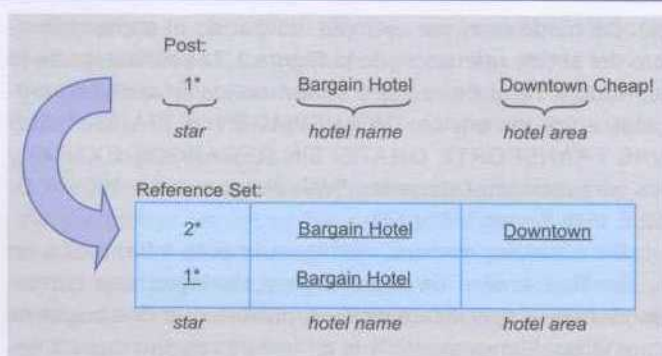 Post:
1* Bargain Hotel Downtown Cheap!
star hotel name hotel area
Reference Set:
2* Bargain Hotel Downtown
1* Bargain Hotel
star hotel name hotel area